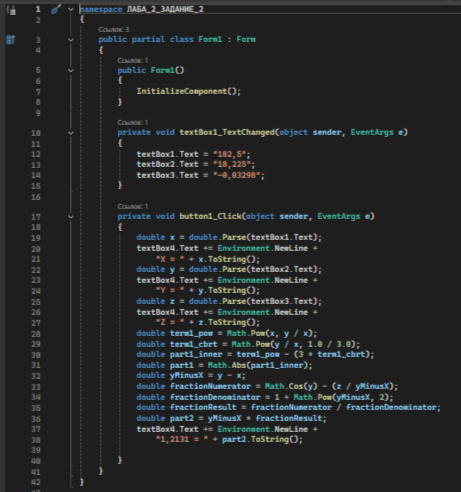 1 namespace ЛАБА_2_ЗАДАНИЕ_2
2 {
Ссылок: 3
3 public partial class Form1 : Form
4 {
Ссылок: 1
5 public Form1()
6 {
7 InitializeComponent();
8 }
9
Ссылок: 1
10 private void textBox1_TextChanged(object sender, EventArgs e)
11 {
12 textBox1.Text = "182,5";
13 textBox2.Text = "18,225";
14 textBox3.Text = "-0,03298";
15 }
16
Ссылок: 1
17 private void button1_Click(object sender, EventArgs e)
18 {
19 double x = double.Parse(textBox1.Text);
20 textBox4.Text += Environment.NewLine +
21 "X = " + x.ToString();
22 double y = double.Parse(textBox2.Text);
23 textBox4.Text += Environment.NewLine +
24 "Y = " + y.ToString();
25 double z = double.Parse(textBox3.Text);
26 textBox4.Text += Environment.NewLine +
27 "Z = " + z.ToString();
28 double term1_pow = Math.Pow(x, y / x);
29 double term1_cbrt = Math.Pow(y / x, 1.0 / 3.0);
30 double part1_inner = term1_pow - (3 * term1_cbrt);
31 double part1 = Math.Abs(part1_inner);
32 double yMinusX = y - x;
33 double fractionNumerator = Math.Cos(y) - (z / yMinusX);
34 double fractionDenominator = 1 + Math.Pow(yMinusX, 2);
35 double fractionResult = fractionNumerator / fractionDenominator;
36 double part2 = yMinusX * fractionResult;
37 textBox4.Text += Environment.NewLine +
38 "1,2131 = " + part2.ToString();
39
40 }
41 }
42 }